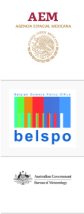 AEM
AGENCIA ESPACIAL MEXICANA
Belgian Science Policy Office
belspo
Australian Government
Bureau of Meteorology